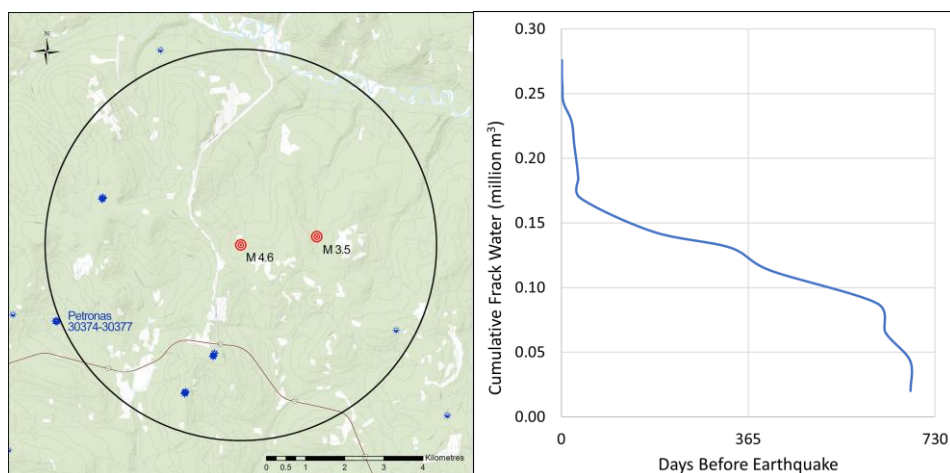 N
M 4.6
M 3.5
Petronas
30374-30377
Kilometres
0 0.5 1 2 3 4
0.30
0.25
0.20
0.15
0.10
0.05
0.00
0
365
730
Cumulative Frack Water (million m³)
Days Before Earthquake